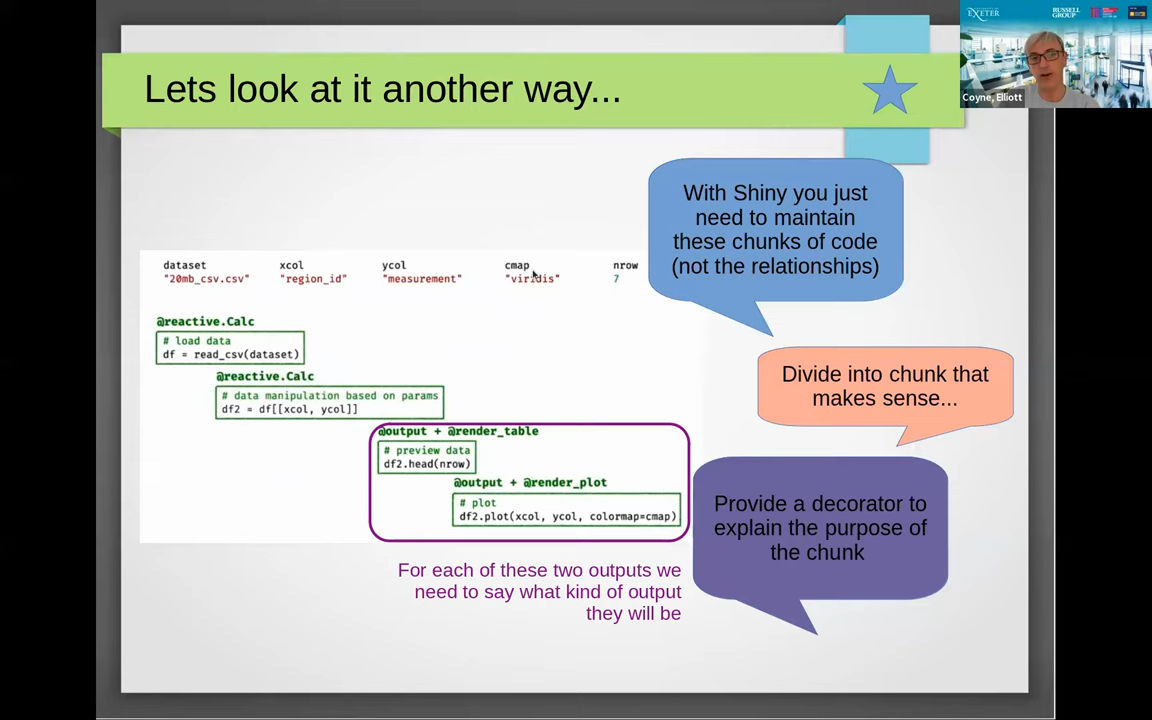 EXETER
RUSSELL
GROUP
Coyne, Elliott
Lets look at it another way...
With Shiny you just
need to maintain
these chunks of code
(not the relationships)
dataset xcol ycol cmap nrow
"20mb_csv.csv" "region_id" "measurement" "viridis" 7
@reactive.Calc
# load data
df = read_csv(dataset)
@reactive.Calc
# data manipulation based on params
df2 = df[[xcol, ycol]]
Divide into chunk that
makes sense...
@output + @render_table
# preview data
df2.head(nrow)
@output + @render_plot
# plot
df2.plot(xcol, ycol, colormap=cmap)
Provide a decorator to
explain the purpose of
the chunk
For each of these two outputs we
need to say what kind of output
they will be